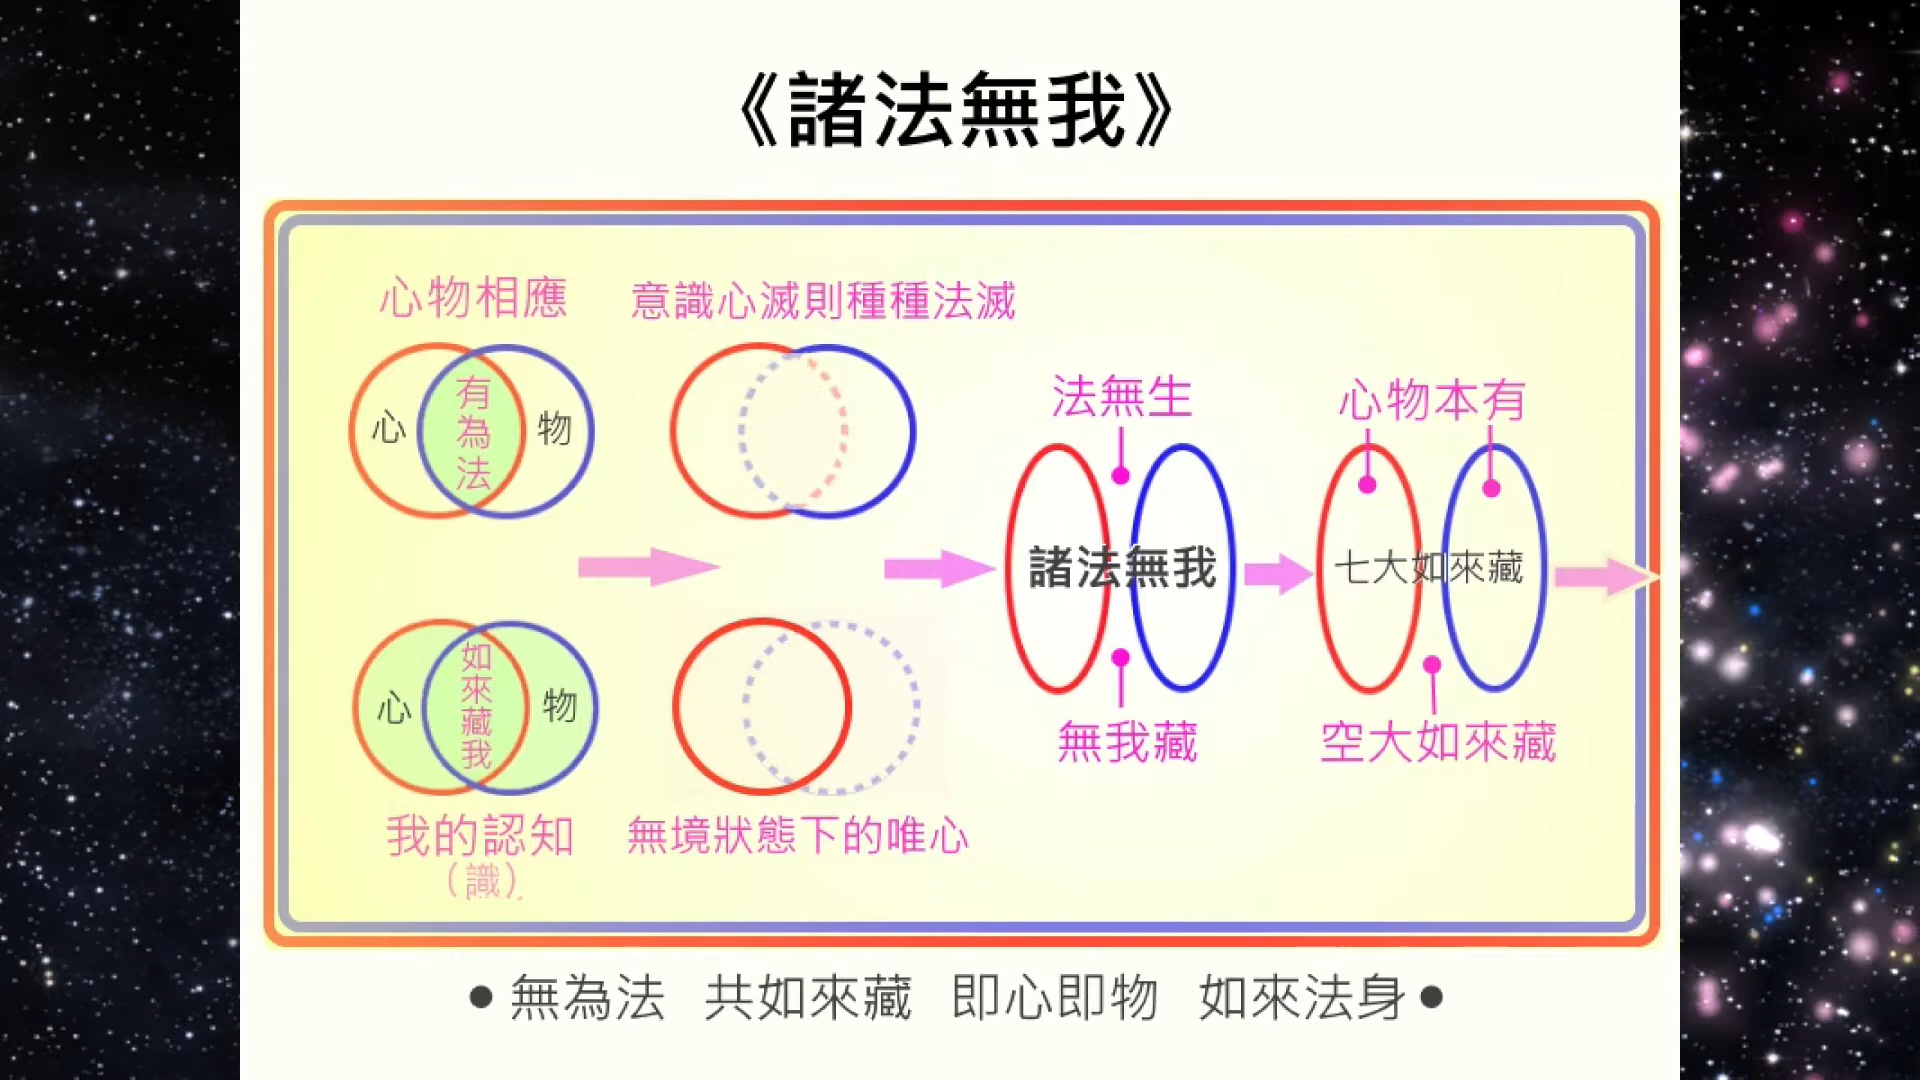 《諸法無我》
心物相應
意識心滅則種種法滅
心
有為法
物
法無生
心物本有
諸法無我
七大如來藏
心
如來藏我
物
無我藏
空大如來藏
我的認知
（識）
無境狀態下的唯心
●無為法 共如來藏 即心即物 如來法身●